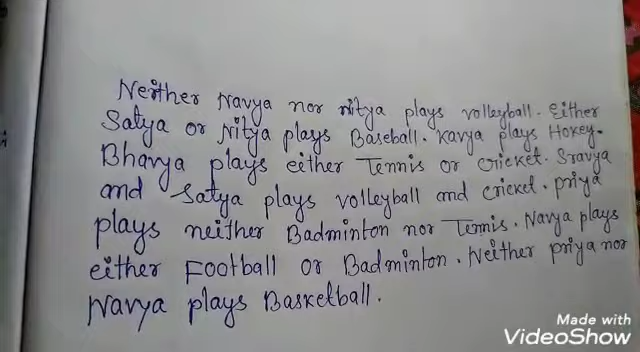 Neither Navya nor Nitya plays volleyball. Either
Satya or Nitya plays Baseball. Kavya plays Hokey.
Bhavya plays either Tennis or cricket. Sravya
and Satya plays volleyball and cricket. priya
plays neither Badminton nor Tennis. Navya plays
either Football or Badminton. Neither priya nor
Navya plays Basketball.
Made with
VideoShow